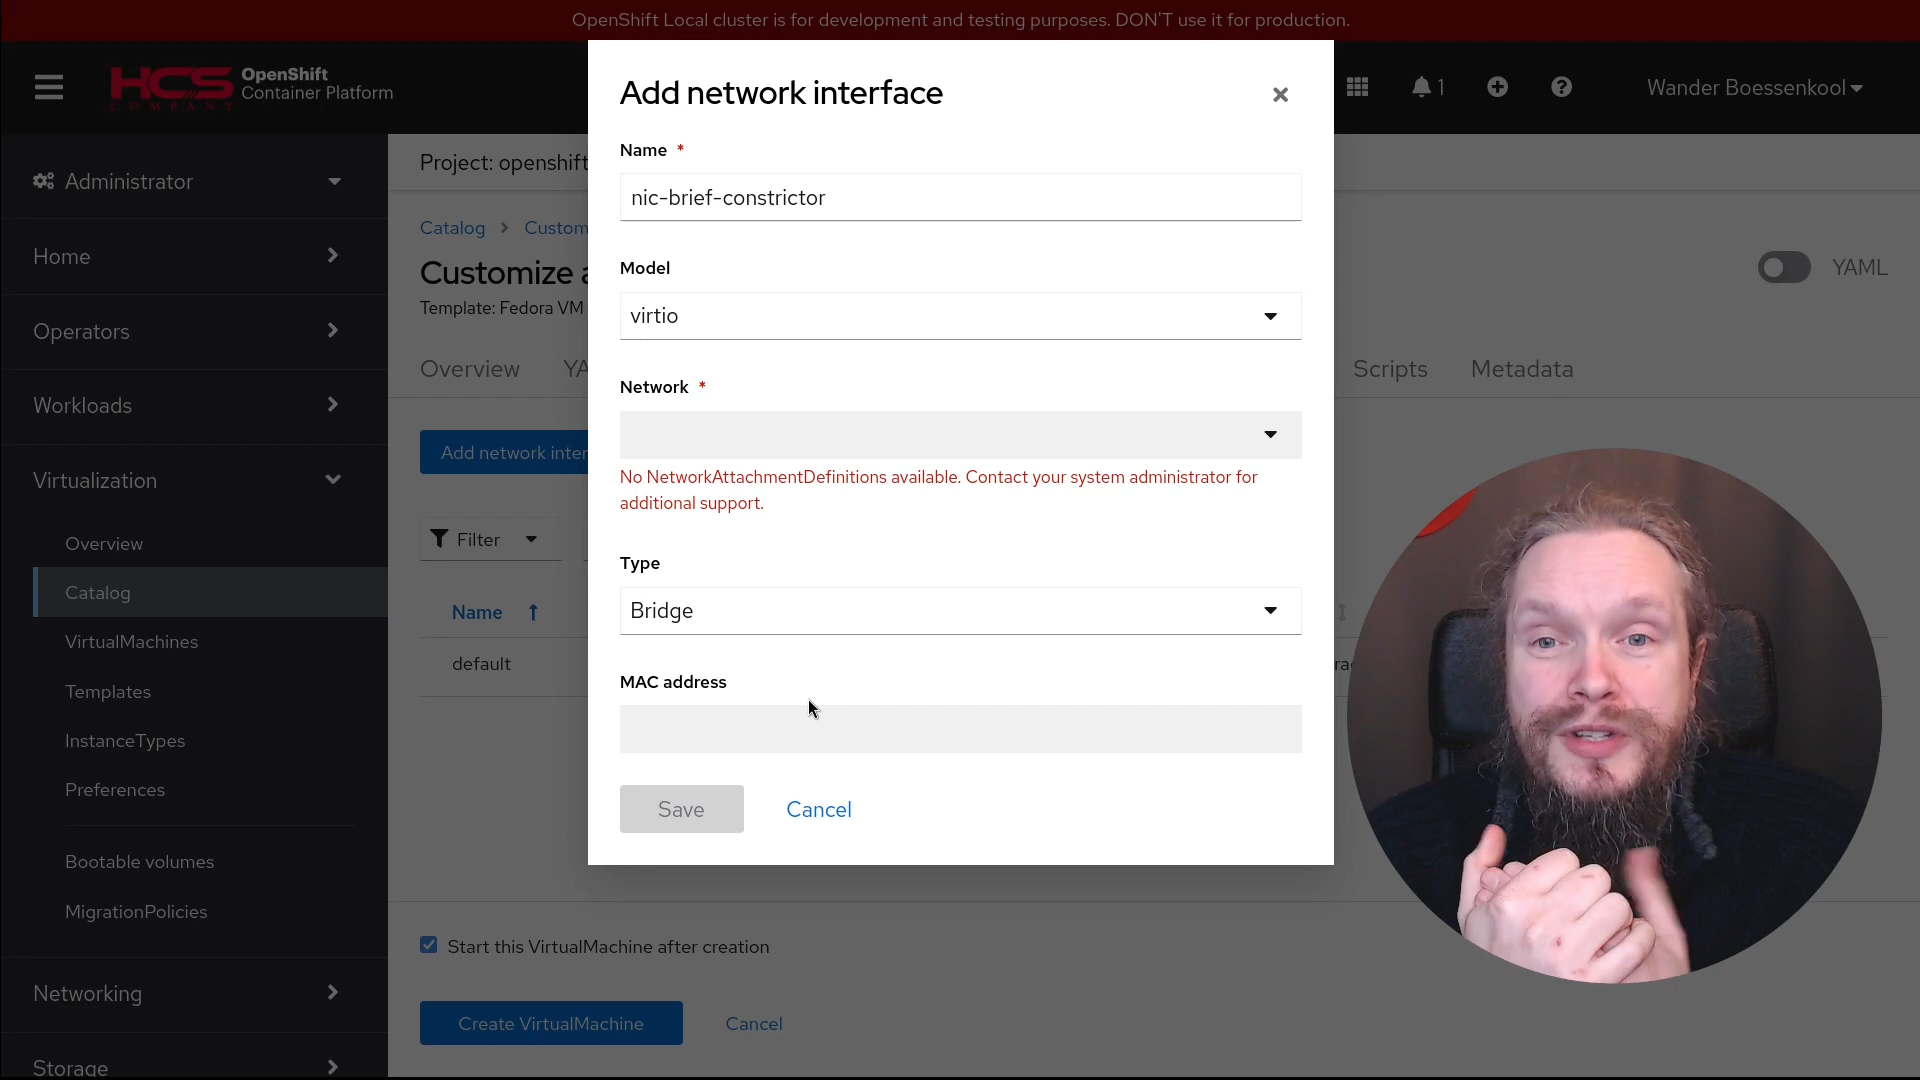 OpenShift Local cluster is for development and testing purposes. DON'T use it for production.
HCS
COMPANY
OpenShift
Container Platform
1
Wander Boessenkool
Administrator
Home
Operators
Workloads
Virtualization
Overview
Catalog
VirtualMachines
Templates
InstanceTypes
Preferences
Bootable volumes
MigrationPolicies
Networking
Storage
Project: openshift
Catalog
Custom
Customize a
Template: Fedora VM
YAML
Overview
YA
Scripts
Metadata
Add network inter
Filter
Name
default
Add network interface
Name *
nic-brief-constrictor
Model
virtio
Network *
No NetworkAttachmentDefinitions available. Contact your system administrator for
additional support.
Type
Bridge
MAC address
Save
Cancel
Start this VirtualMachine after creation
Create VirtualMachine
Cancel